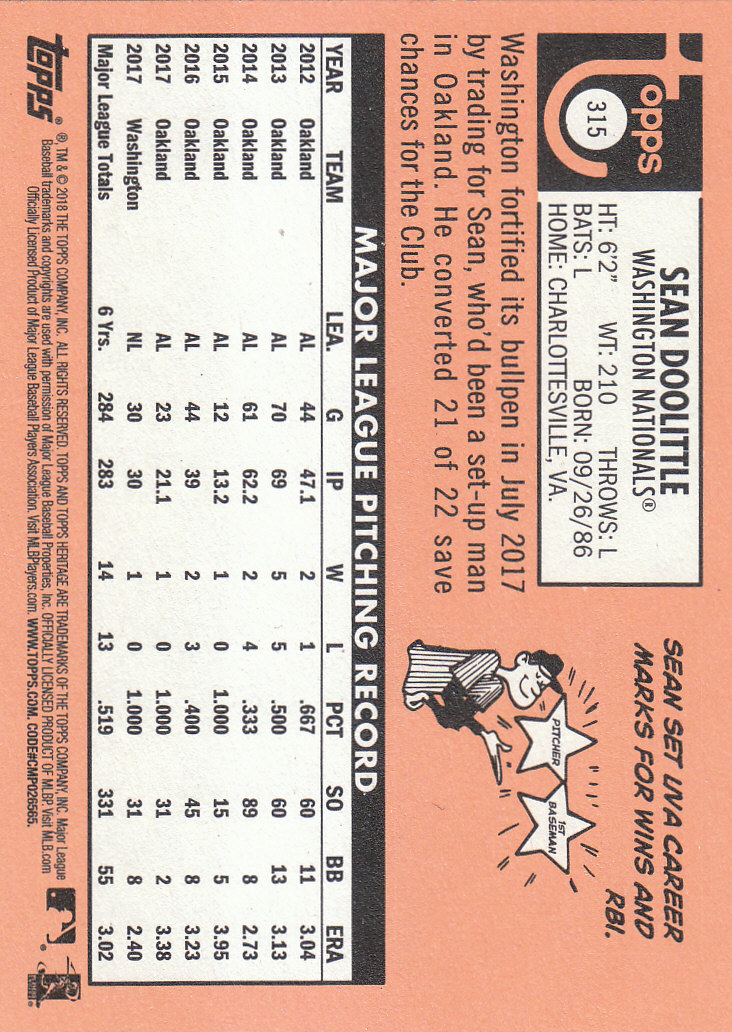 Topps
315
SEAN DOOLITTLE
WASHINGTON NATIONALS®
HT: 6'2" WT: 210 THROWS: L
BATS: L BORN: 09/26/86
HOME: CHARLOTTESVILLE, VA.
Washington fortified its bullpen in July 2017
by trading for Sean, who'd been a set-up man
in Oakland. He converted 21 of 22 save
chances for the Club.
SEAN SET UVA CAREER
MARKS FOR WINS AND
RBI.
PITCHER
1ST
BASEMAN
MAJOR LEAGUE PITCHING RECORD
YEAR TEAM LEA. G IP W L PCT SO BB ERA
2012 Oakland AL 44 47.1 2 1 .667 60 11 3.04
2013 Oakland AL 70 69 5 5 .500 60 13 3.13
2014 Oakland AL 61 62.2 2 4 .333 89 8 2.73
2015 Oakland AL 12 13.2 1 0 1.000 15 5 3.95
2016 Oakland AL 44 39 2 3 .400 45 8 3.23
2017 Oakland AL 23 21.1 1 0 1.000 31 2 3.38
2017 Washington NL 30 30 1 0 1.000 31 8 2.40
Major League Totals 6 Yrs. 284 283 14 13 .519 331 55 3.02
Topps®
®, TM & © 2018 THE TOPPS COMPANY, INC. ALL RIGHTS RESERVED. TOPPS AND TOPPS HERITAGE ARE TRADEMARKS OF THE TOPPS COMPANY, INC. Major League
Baseball trademarks and copyrights are used with permission of Major League Baseball Properties, Inc. OFFICIALLY LICENSED PRODUCT OF MLBP. Visit MLB.com
Officially Licensed Product of Major League Baseball Players Association. Visit MLBPlayers.com. WWW.TOPPS.COM. CODE#CMP026565.